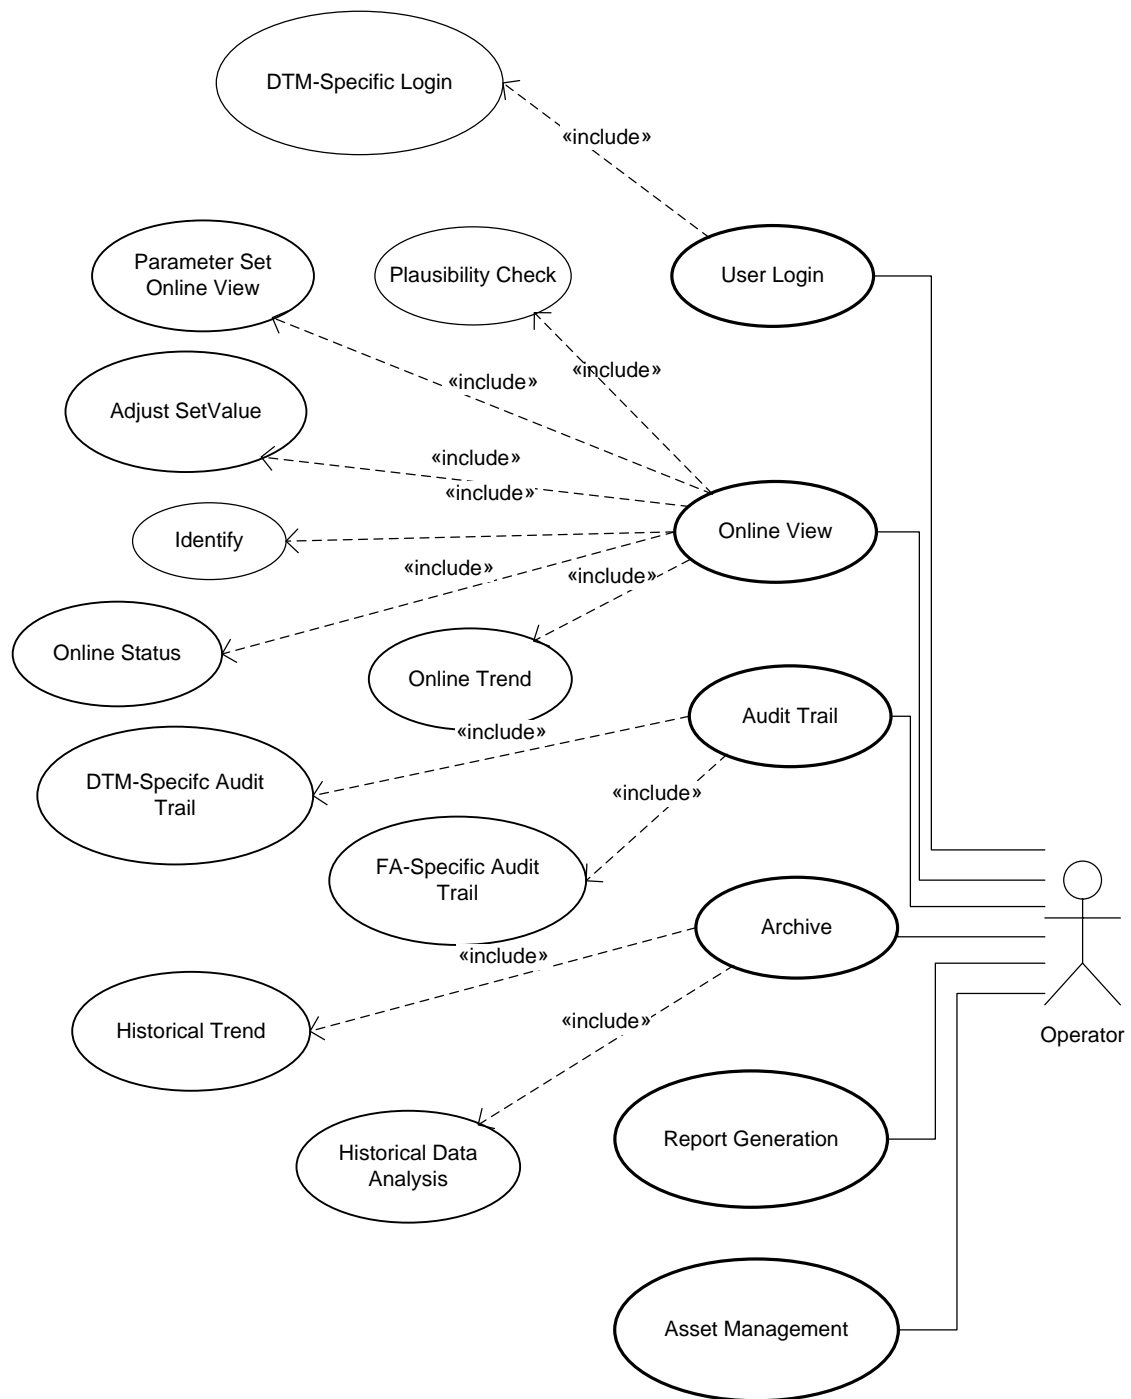 DTM-Specific Login
«include»
Parameter Set
Online View
Plausibility Check
User Login
«include»
«include»
Adjust SetValue
«include»
«include»
Online View
Identify
«include»
«include»
Online Status
Online Trend
Audit Trail
«include»
DTM-Specifc Audit
Trail
«include»
FA-Specific Audit
Trail
Archive
«include»
Historical Trend
«include»
Operator
Report Generation
Historical Data
Analysis
Asset Management